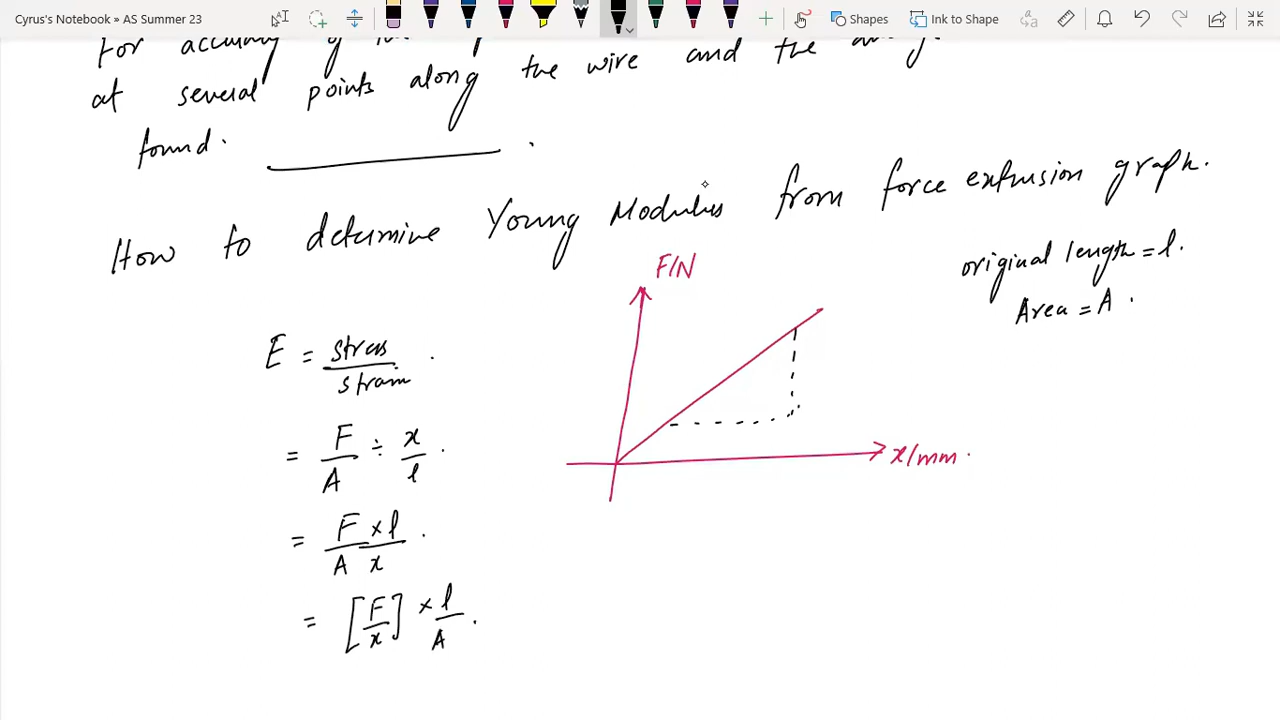 Cyrus's Notebook » AS Summer 23
Shapes
Ink to Shape
For
at several points along the wire and the
found.
How to determine Young Modulus from force extension graph.
original length = l.
Area = A.
F/N
x/mm.
E = stress / strain.
= F/A ÷ x/l.
= F/A × l/x.
= [F/x] × l/A.